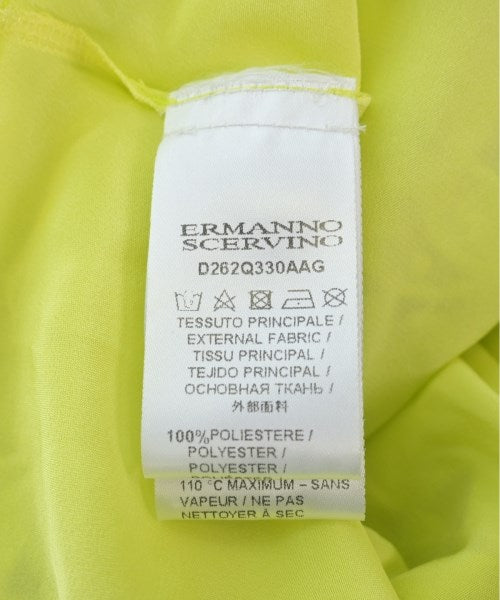 ERMANNO
SCERVINO
D262Q330AAG
TESSUTO PRINCIPALE /
EXTERNAL FABRIC /
TISSU PRINCIPAL /
TEJIDO PRINCIPAL /
ОСНОВНАЯ ТКАНЬ /
外部面料
100%POLIESTERE /
POLYESTER /
POLYESTER /
110 °C MAXIMUM – SANS
VAPEUR / NE PAS
NETTOYER À SEC